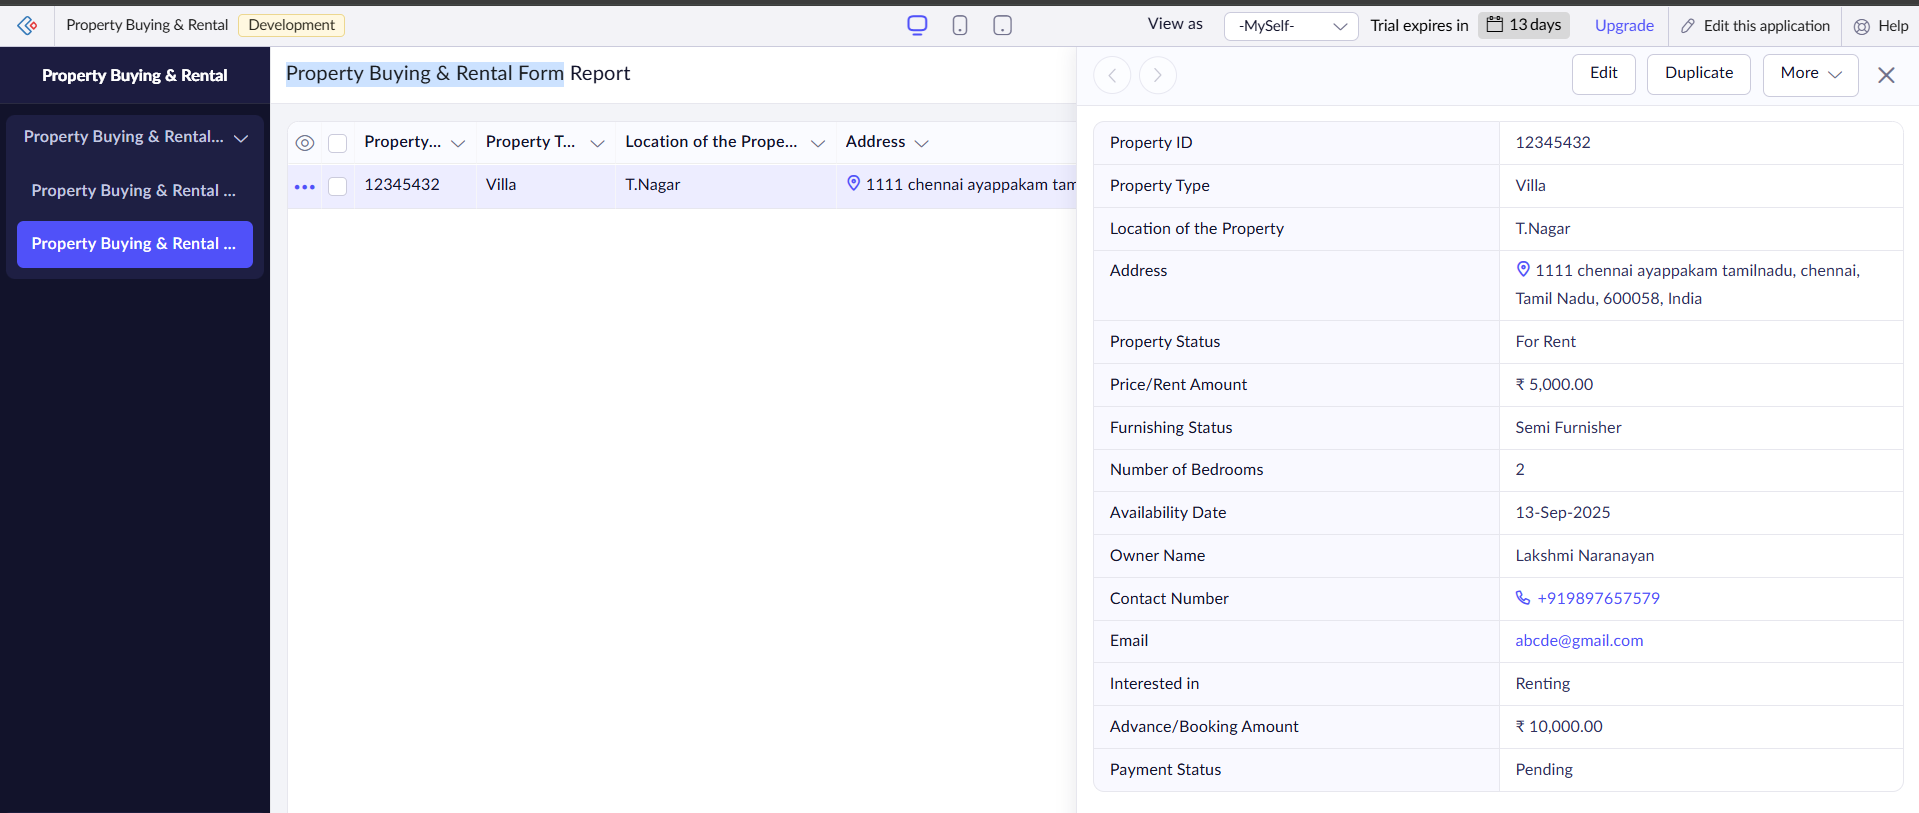 Property Buying & Rental Development View as -MySelf- Trial expires in 13 days Upgrade Edit this application Help
Property Buying & Rental
Property Buying & Rental...
Property Buying & Rental ...
Property Buying & Rental ...
Property Buying & Rental Form Report
Property... Property T... Location of the Prope... Address
12345432 Villa T.Nagar 1111 chennai ayappakam tam
Edit Duplicate More
Property ID 12345432
Property Type Villa
Location of the Property T.Nagar
Address 1111 chennai ayappakam tamilnadu, chennai,
Tamil Nadu, 600058, India
Property Status For Rent
Price/Rent Amount ₹ 5,000.00
Furnishing Status Semi Furnisher
Number of Bedrooms 2
Availability Date 13-Sep-2025
Owner Name Lakshmi Naranayan
Contact Number +919897657579
Email abcde@gmail.com
Interested in Renting
Advance/Booking Amount ₹ 10,000.00
Payment Status Pending